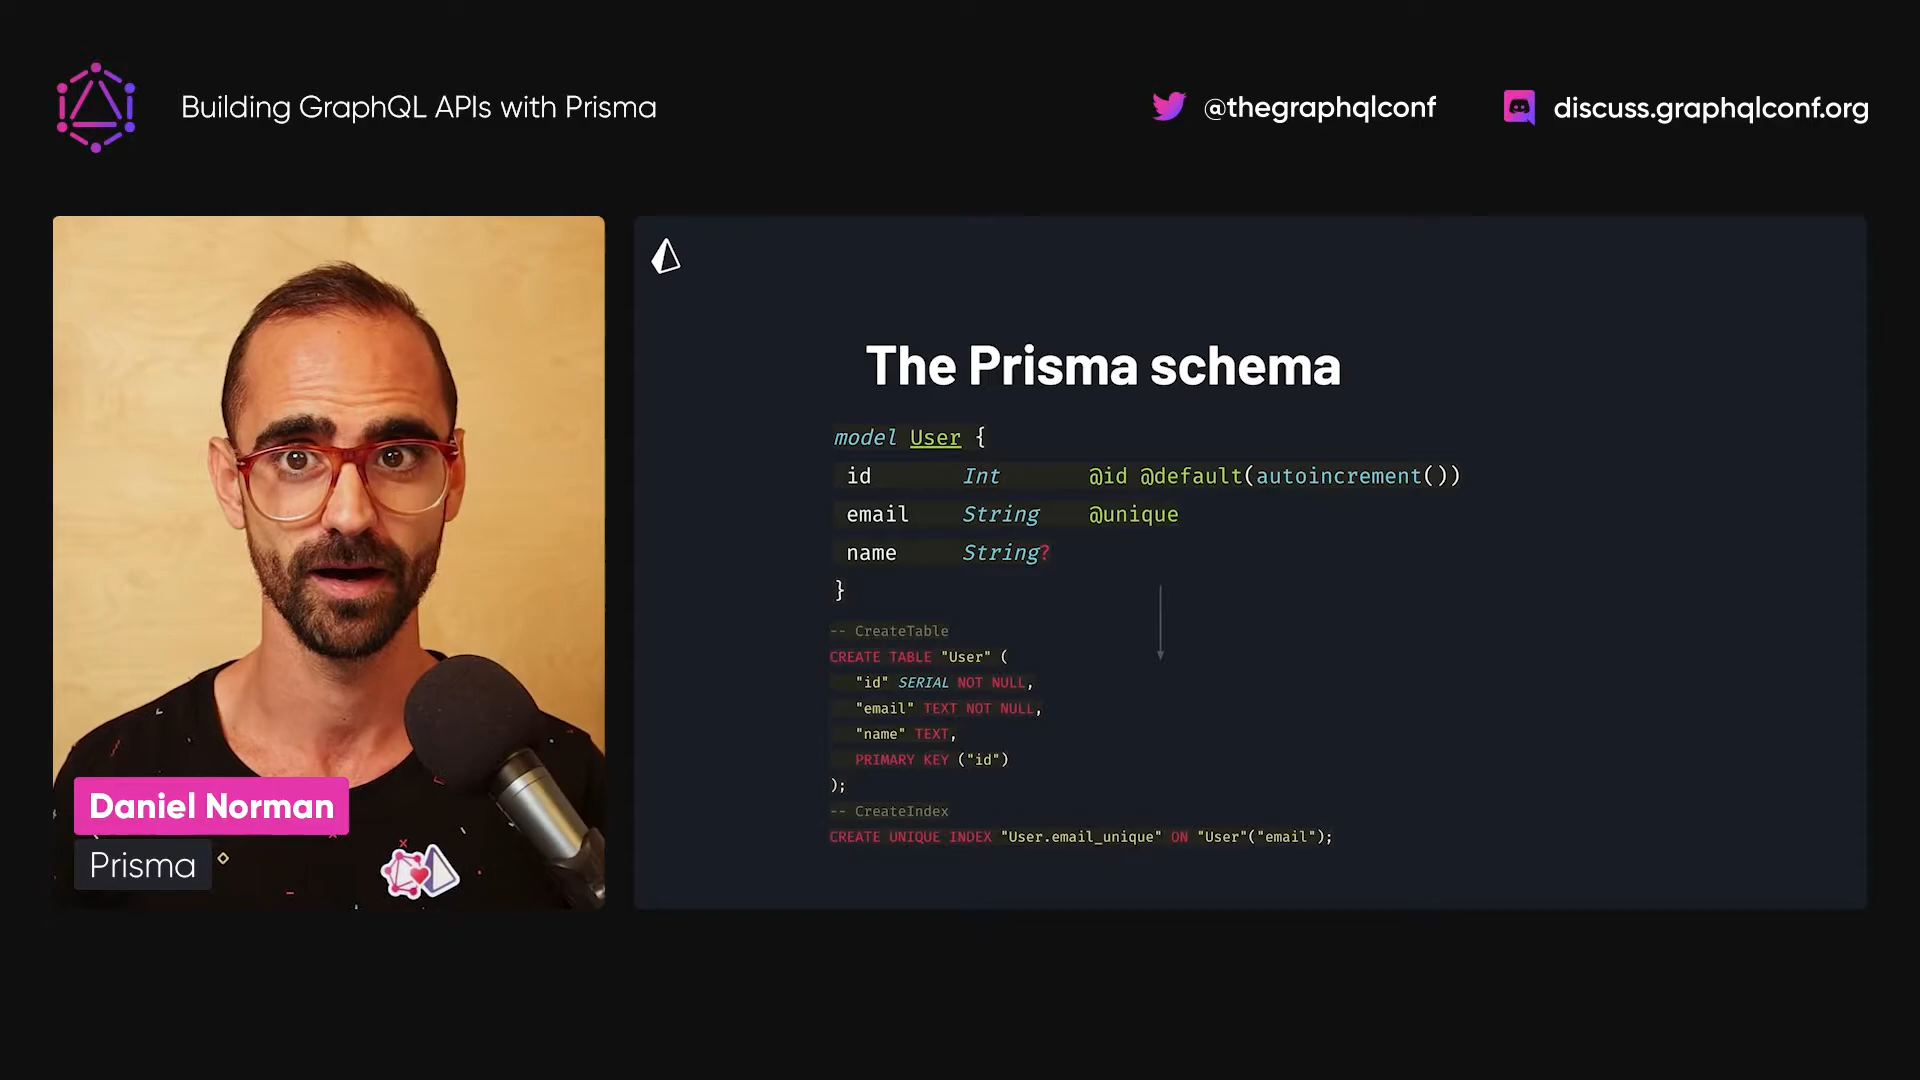 Building GraphQL APIs with Prisma
@thegraphqlconf
discuss.graphqlconf.org
Daniel Norman
Prisma
The Prisma schema
model User {
id Int @id @default(autoincrement())
email String @unique
name String?
}
-- CreateTable
CREATE TABLE "User" (
"id" SERIAL NOT NULL,
"email" TEXT NOT NULL,
"name" TEXT,
PRIMARY KEY ("id")
);
-- CreateIndex
CREATE UNIQUE INDEX "User.email_unique" ON "User"("email");